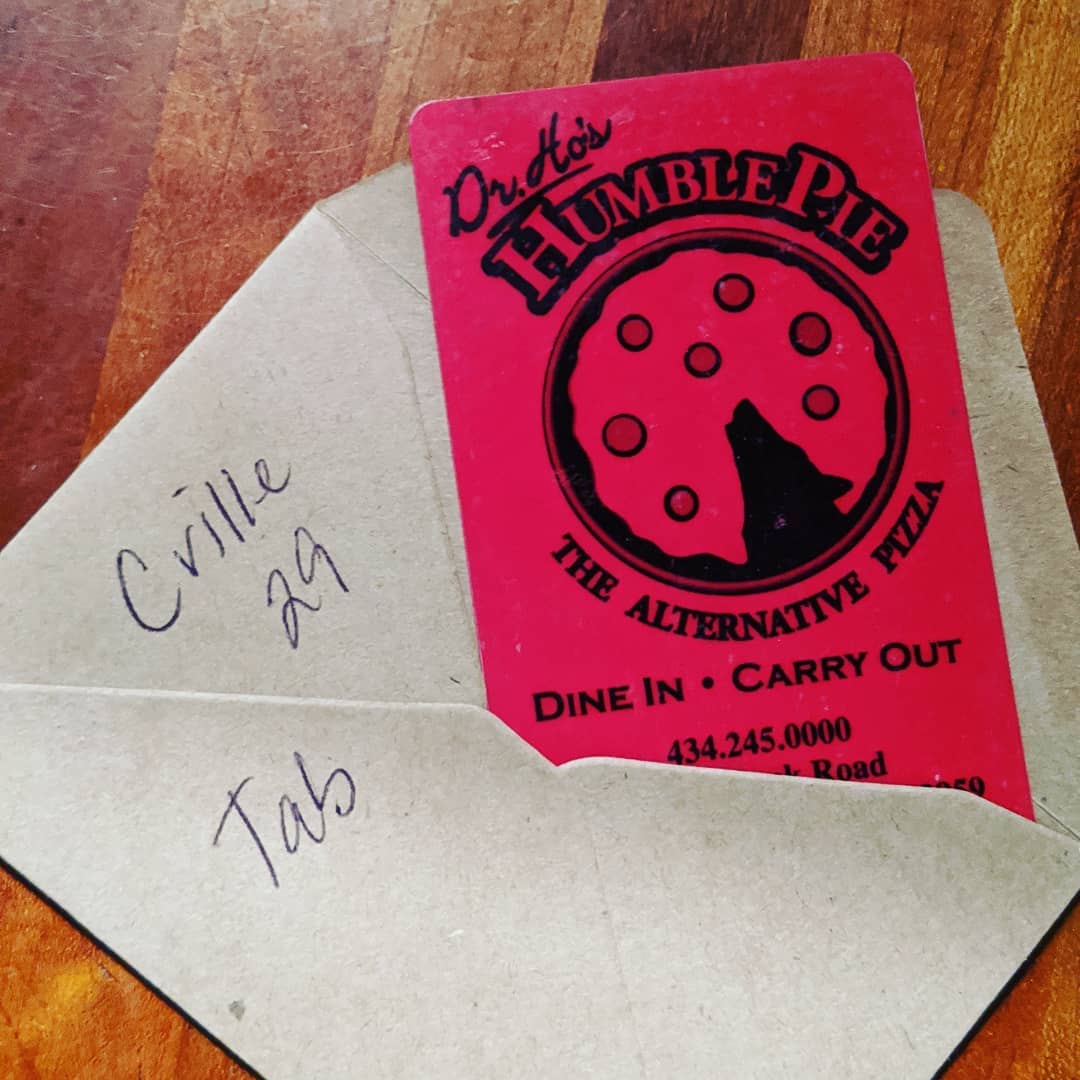 Dr. Ho's
HUMBLE PIE
THE ALTERNATIVE PIZZA
DINE IN • CARRY OUT
434.245.0000
Road
Cville
29
Tab